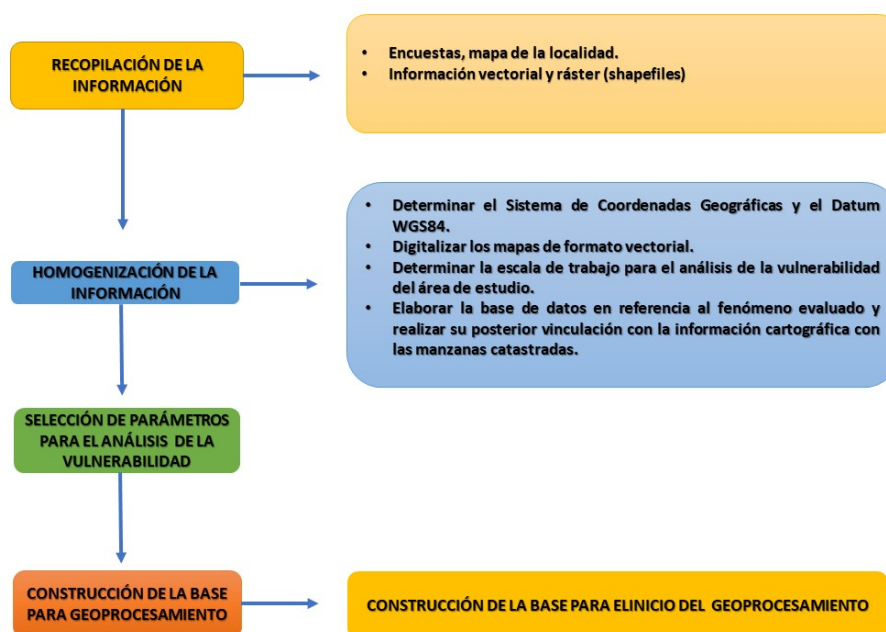 RECOPILACIÓN DE LA
INFORMACIÓN
• Encuestas, mapa de la localidad.
• Información vectorial y ráster (shapefiles)
HOMOGENIZACIÓN DE LA
INFORMACIÓN
• Determinar el Sistema de Coordenadas Geográficas y el Datum
WGS84.
• Digitalizar los mapas de formato vectorial.
• Determinar la escala de trabajo para el análisis de la vulnerabilidad
del área de estudio.
• Elaborar la base de datos en referencia al fenómeno evaluado y
realizar su posterior vinculación con la información cartográfica con
las manzanas catastradas.
SELECCIÓN DE PARÁMETROS
PARA EL ANÁLISIS DE LA
VULNERABILIDAD
CONSTRUCCIÓN DE LA BASE
PARA GEOPROCESAMIENTO
CONSTRUCCIÓN DE LA BASE PARA ELINICIO DEL GEOPROCESAMIENTO